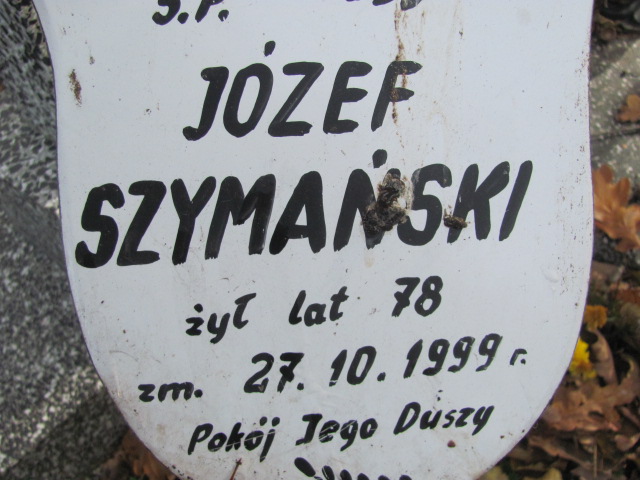 Ś.P.
JÓZEF
SZYMAŃSKI
żył lat 78
zm. 27.10.1999 r.
Pokój Jego Duszy